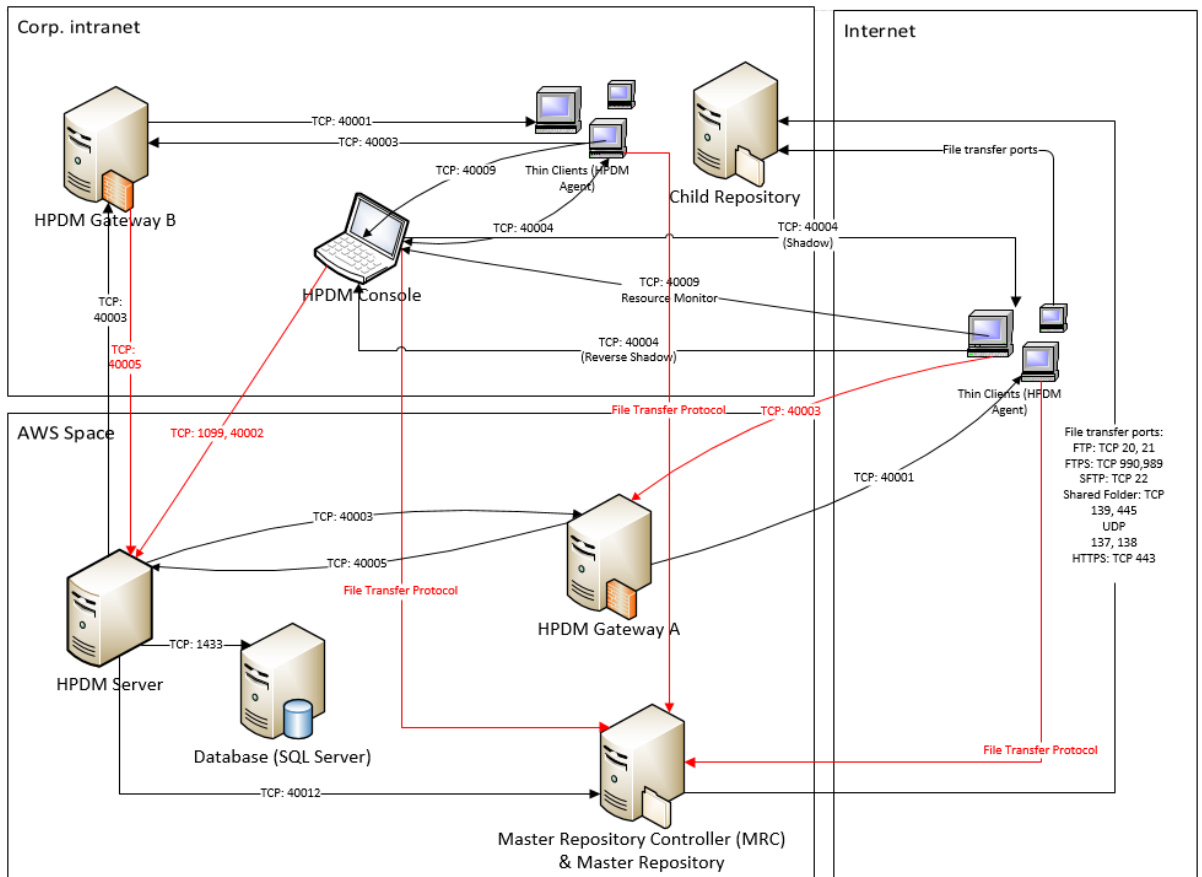 Corp. intranet
Internet
TCP: 40001
TCP: 40003
File transfer ports
TCP: 40009
Thin Clients (HPDM
Agent)
Child Repository
HPDM Gateway B
TCP: 40004
TCP: 40004
(Shadow)
TCP: 40009
Resource Monitor
HPDM Console
TCP:
40003
TCP:
40005
TCP: 40004
(Reverse Shadow)
Thin Clients (HPDM
Agent)
AWS Space
TCP: 1099, 40002
File Transfer Protocol
TCP: 40003
File transfer ports:
FTP: TCP 20, 21
FTPS: TCP 990,989
SFTP: TCP 22
Shared Folder: TCP
139, 445
UDP
137, 138
HTTPS: TCP 443
TCP: 40001
TCP: 40003
TCP: 40005
File Transfer Protocol
HPDM Gateway A
TCP: 1433
HPDM Server
Database (SQL Server)
File Transfer Protocol
TCP: 40012
Master Repository Controller (MRC)
& Master Repository